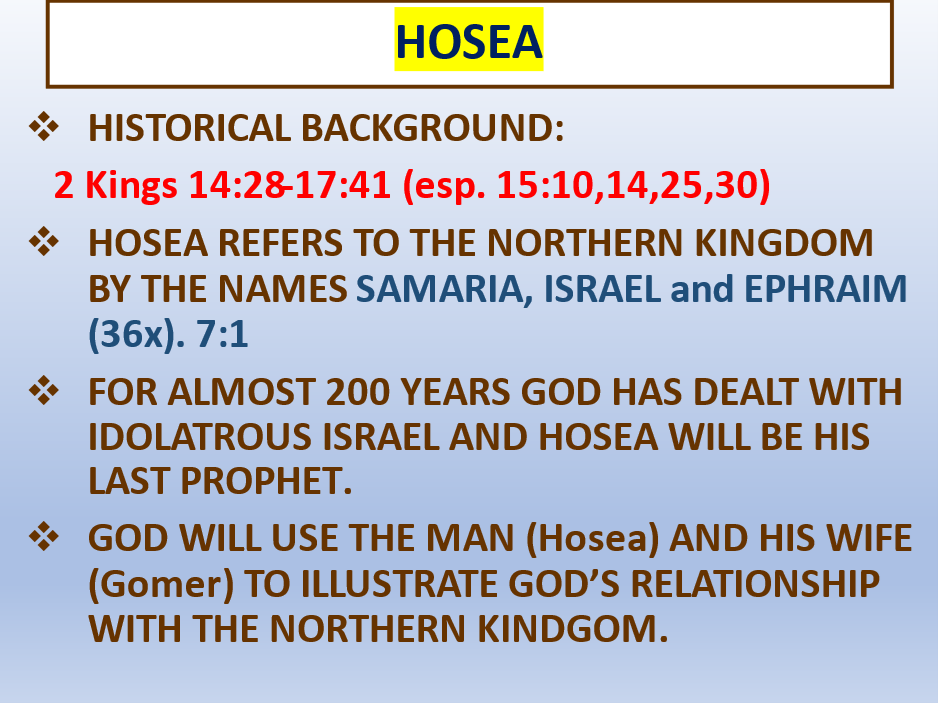 HOSEA
❖ HISTORICAL BACKGROUND:
2 Kings 14:28-17:41 (esp. 15:10,14,25,30)
❖ HOSEA REFERS TO THE NORTHERN KINGDOM
BY THE NAMES SAMARIA, ISRAEL and EPHRAIM
(36x). 7:1
❖ FOR ALMOST 200 YEARS GOD HAS DEALT WITH
IDOLATROUS ISRAEL AND HOSEA WILL BE HIS
LAST PROPHET.
❖ GOD WILL USE THE MAN (Hosea) AND HIS WIFE
(Gomer) TO ILLUSTRATE GOD’S RELATIONSHIP
WITH THE NORTHERN KINDGOM.